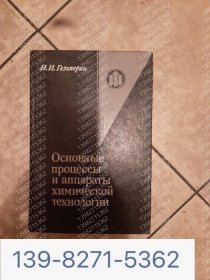 Н. И. Гельперин
Основные
процессы
и аппараты
химической
технологии
139-8271-5362